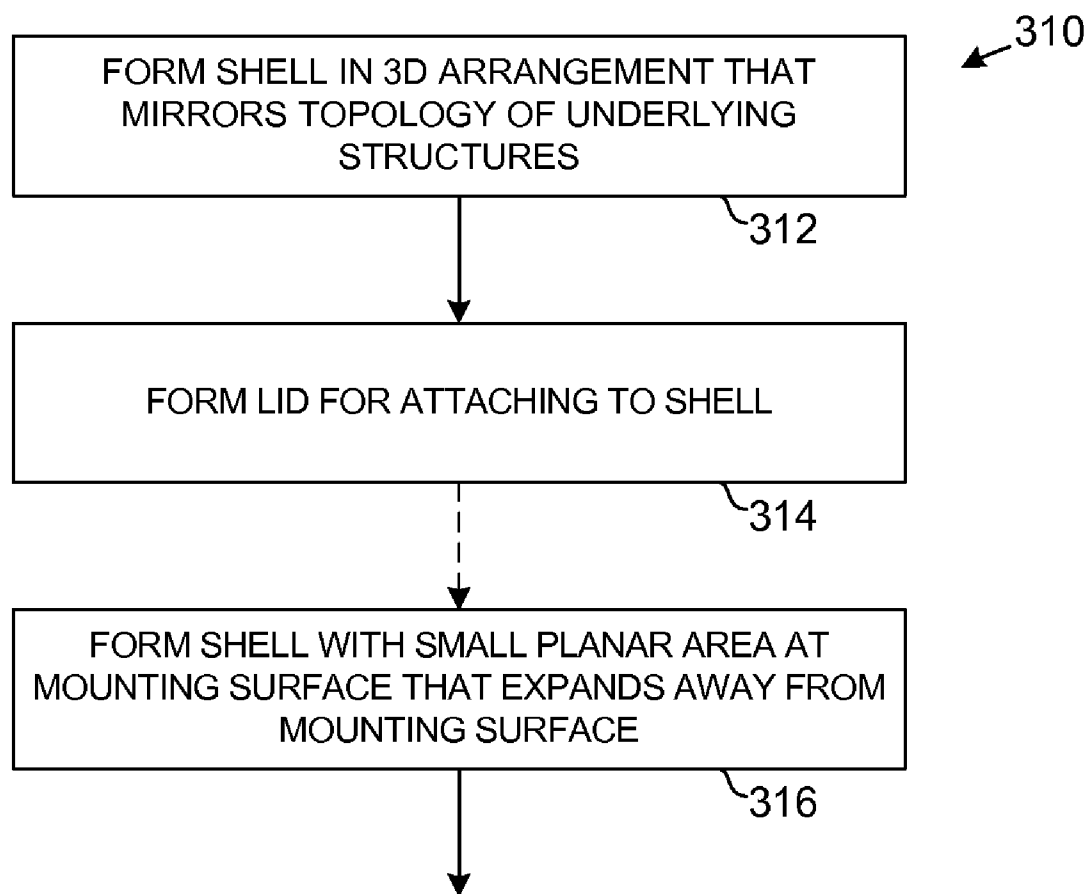 310
FORM SHELL IN 3D ARRANGEMENT THAT
MIRRORS TOPOLOGY OF UNDERLYING
STRUCTURES
312
FORM LID FOR ATTACHING TO SHELL
314
FORM SHELL WITH SMALL PLANAR AREA AT
MOUNTING SURFACE THAT EXPANDS AWAY FROM
MOUNTING SURFACE
316